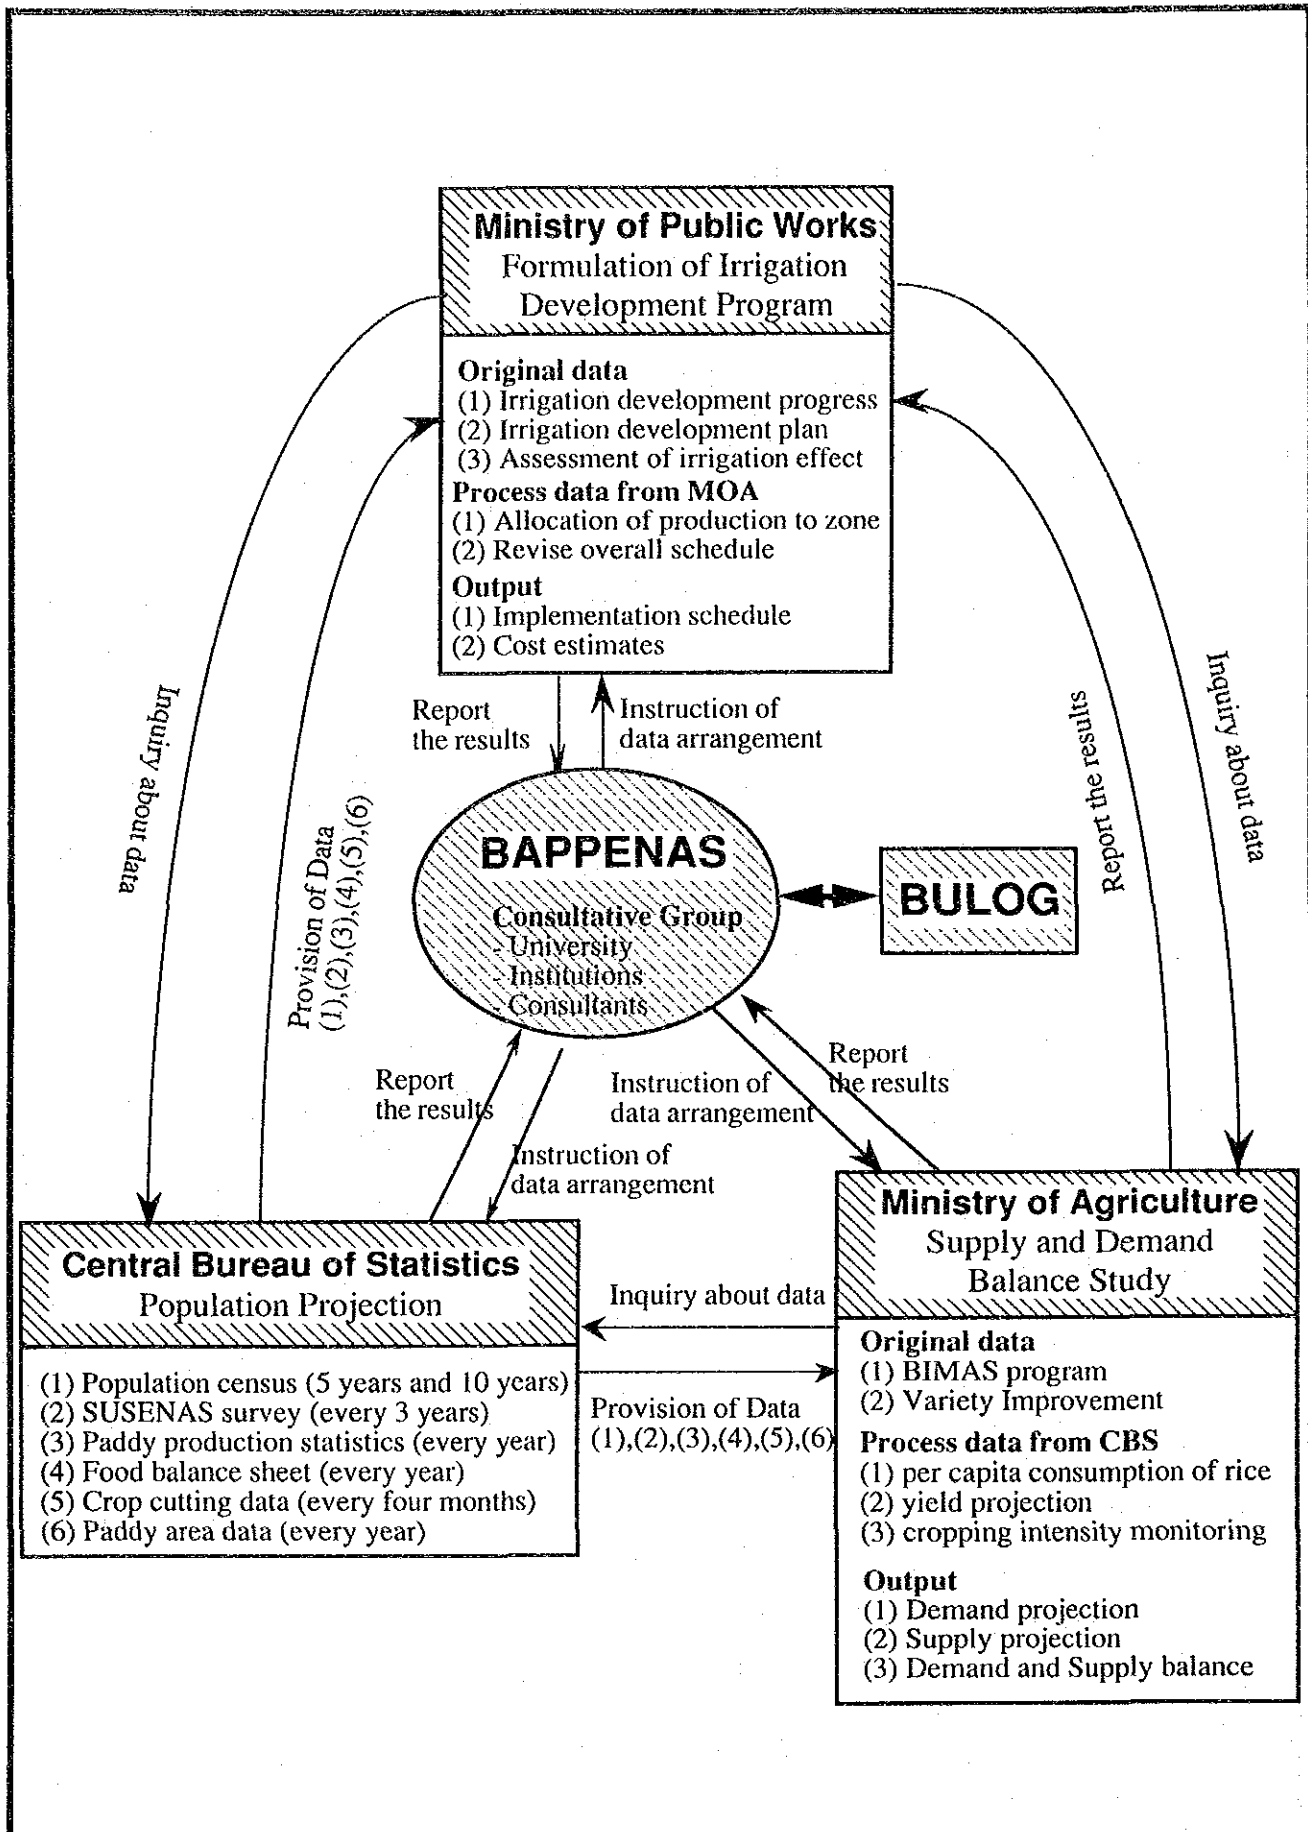 Ministry of Public Works
Formulation of Irrigation
Development Program
Original data
(1) Irrigation development progress
(2) Irrigation development plan
(3) Assessment of irrigation effect
Process data from MOA
(1) Allocation of production to zone
(2) Revise overall schedule
Output
(1) Implementation schedule
(2) Cost estimates
Inquiry about data
Provision of Data
(1),(2),(3),(4),(5),(6)
Report
the results
Instruction of
data arrangement
Report the results
Inquiry about data
BAPPENAS
Consultative Group
- University
- Institutions
- Consultants
BULOG
Report
the results
Instruction of
data arrangement
Instruction of
data arrangement
Report
the results
Central Bureau of Statistics
Population Projection
(1) Population census (5 years and 10 years)
(2) SUSENAS survey (every 3 years)
(3) Paddy production statistics (every year)
(4) Food balance sheet (every year)
(5) Crop cutting data (every four months)
(6) Paddy area data (every year)
Inquiry about data
Provision of Data
(1),(2),(3),(4),(5),(6)
Ministry of Agriculture
Supply and Demand
Balance Study
Original data
(1) BIMAS program
(2) Variety Improvement
Process data from CBS
(1) per capita consumption of rice
(2) yield projection
(3) cropping intensity monitoring
Output
(1) Demand projection
(2) Supply projection
(3) Demand and Supply balance